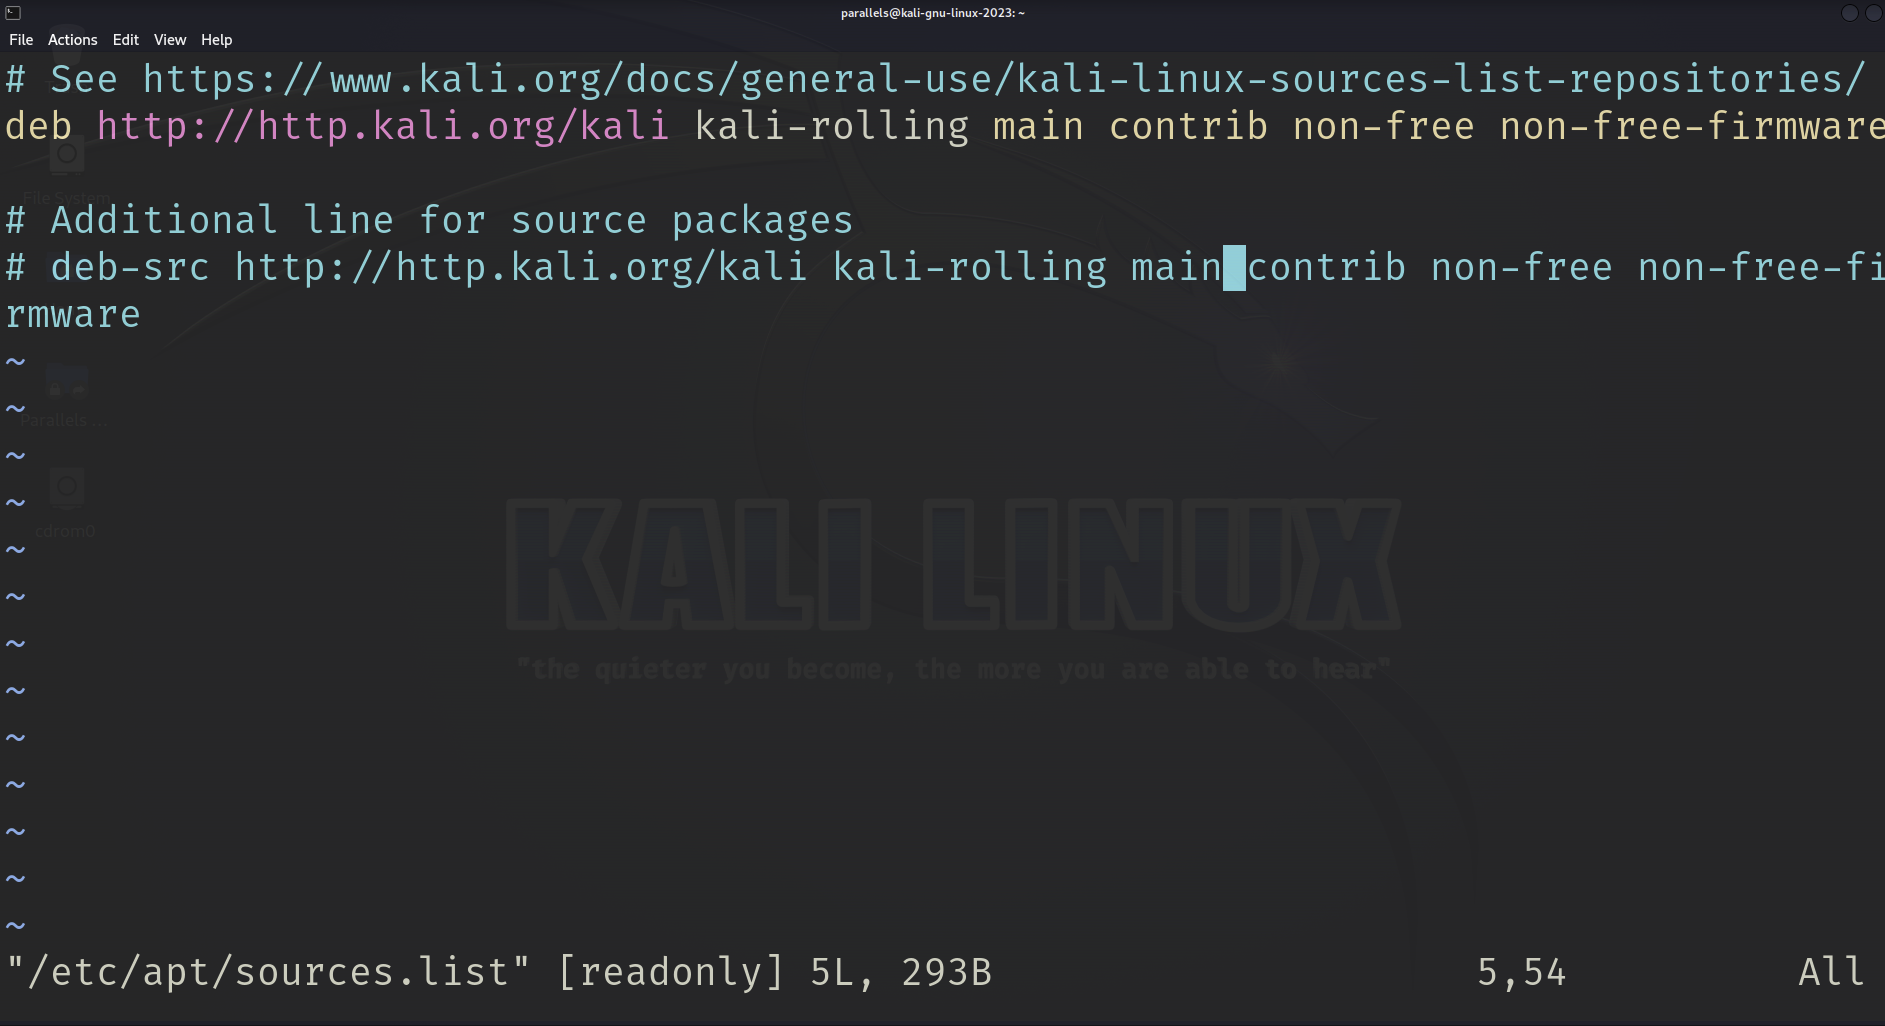 parallels@kali-gnu-linux-2023: ~
File Actions Edit View Help
# See https://www.kali.org/docs/general-use/kali-linux-sources-list-repositories/
deb http://http.kali.org/kali kali-rolling main contrib non-free non-free-firmware
File System
# Additional line for source packages
# deb-src http://http.kali.org/kali kali-rolling main contrib non-free non-free-fi
rmware
~
~
Parallels ...
~
~
cdrom0
~
~
~
~
~
~
~
~
~
KALI LINUX
"the quieter you become, the more you are able to hear"
"/etc/apt/sources.list" [readonly] 5L, 293B 5,54 All